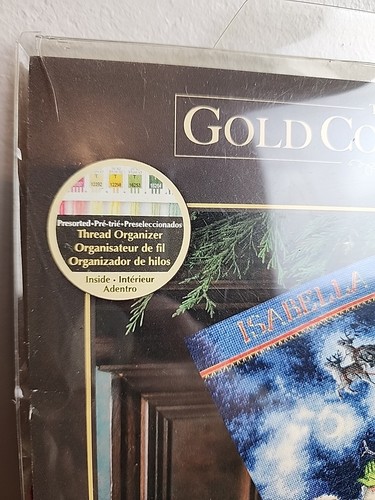 GOLD CO
Presorted•Pré-trié•Preseleccionados
Thread Organizer
Organisateur de fil
Organizador de hilos
Inside • Intérieur
Adentro
ISABELLA